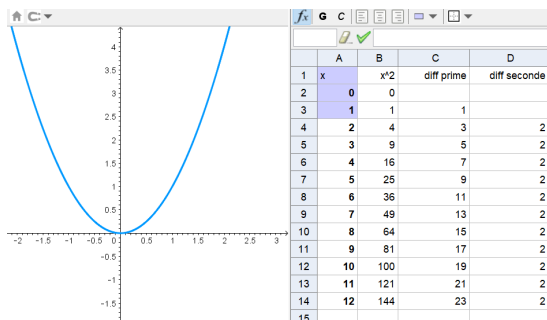 fx G C
A B C D
1 x x^2 diff prime diff seconde
2 0 0
3 1 1 1
4 2 4 3 2
5 3 9 5 2
6 4 16 7 2
7 5 25 9 2
8 6 36 11 2
9 7 49 13 2
10 8 64 15 2
11 9 81 17 2
12 10 100 19 2
13 11 121 21 2
14 12 144 23 2
15
4
3.5
3
2.5
2
1.5
1
0.5
-2 -1.5 -1 -0.5 0 0.5 1 1.5 2 2.5 3
-0.5
-1
-1.5